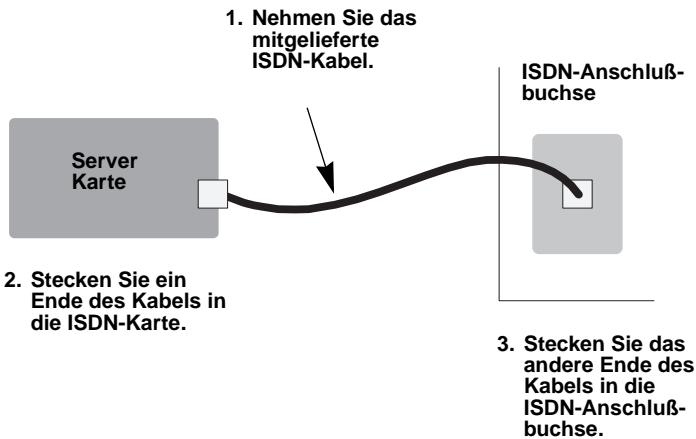 1. Nehmen Sie das
mitgelieferte
ISDN-Kabel.
ISDN-Anschluß-
buchse
Server
Karte
2. Stecken Sie ein
Ende des Kabels in
die ISDN-Karte.
3. Stecken Sie das
andere Ende des
Kabels in die
ISDN-Anschluß-
buchse.